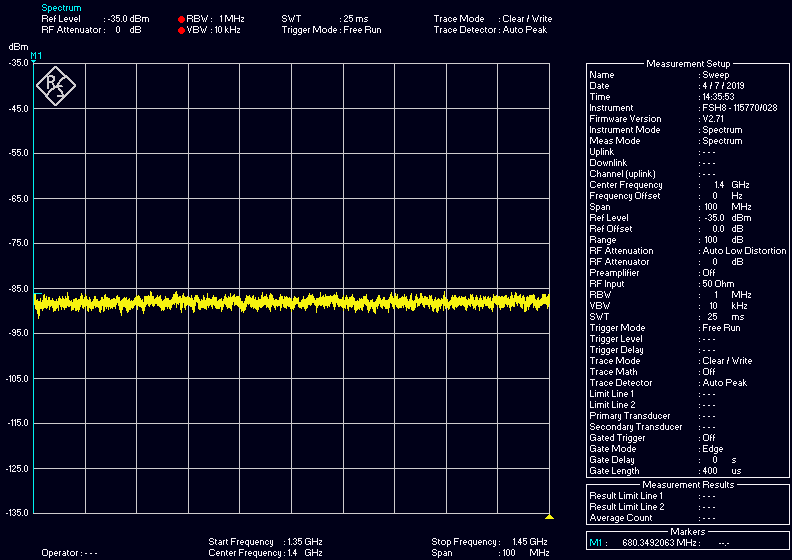 Spectrum
Ref Level : -35.0 dBm RBW : 1 MHz SWT : 25 ms Trace Mode : Clear / Write
RF Attenuator : 0 dB VBW : 10 kHz Trigger Mode : Free Run Trace Detector : Auto Peak
dBm
M1
-35.0
-45.0
-55.0
-65.0
-75.0
-85.0
-95.0
-105.0
-115.0
-125.0
-135.0
R S
Start Frequency : 1.35 GHz Stop Frequency : 1.45 GHz
Operator : - - - Center Frequency : 1.4 GHz Span : 100 MHz
Measurement Setup
Name : Sweep
Date : 4 / 7 / 2019
Time : 14:35:53
Instrument : FSH8 - 115770/028
Firmware Version : V2.71
Instrument Mode : Spectrum
Meas Mode : Spectrum
Uplink : - - -
Downlink : - - -
Channel (uplink) : - - -
Center Frequency : 1.4 GHz
Frequency Offset : 0 Hz
Span : 100 MHz
Ref Level : -35.0 dBm
Ref Offset : 0.0 dB
Range : 100 dB
RF Attenuation : Auto Low Distortion
RF Attenuator : 0 dB
Preamplifier : Off
RF Input : 50 Ohm
RBW : 1 MHz
VBW : 10 kHz
SWT : 25 ms
Trigger Mode : Free Run
Trigger Level : - - -
Trigger Delay : - - -
Trace Mode : Clear / Write
Trace Math : Off
Trace Detector : Auto Peak
Limit Line 1 : - - -
Limit Line 2 : - - -
Primary Transducer : - - -
Secondary Transducer : - - -
Gated Trigger : Off
Gate Mode : Edge
Gate Delay : 0 s
Gate Length : 400 us
Measurement Results
Result Limit Line 1 : - - -
Result Limit Line 2 : - - -
Average Count : - - -
Markers
M1 : 680.3492063 MHz : --.-